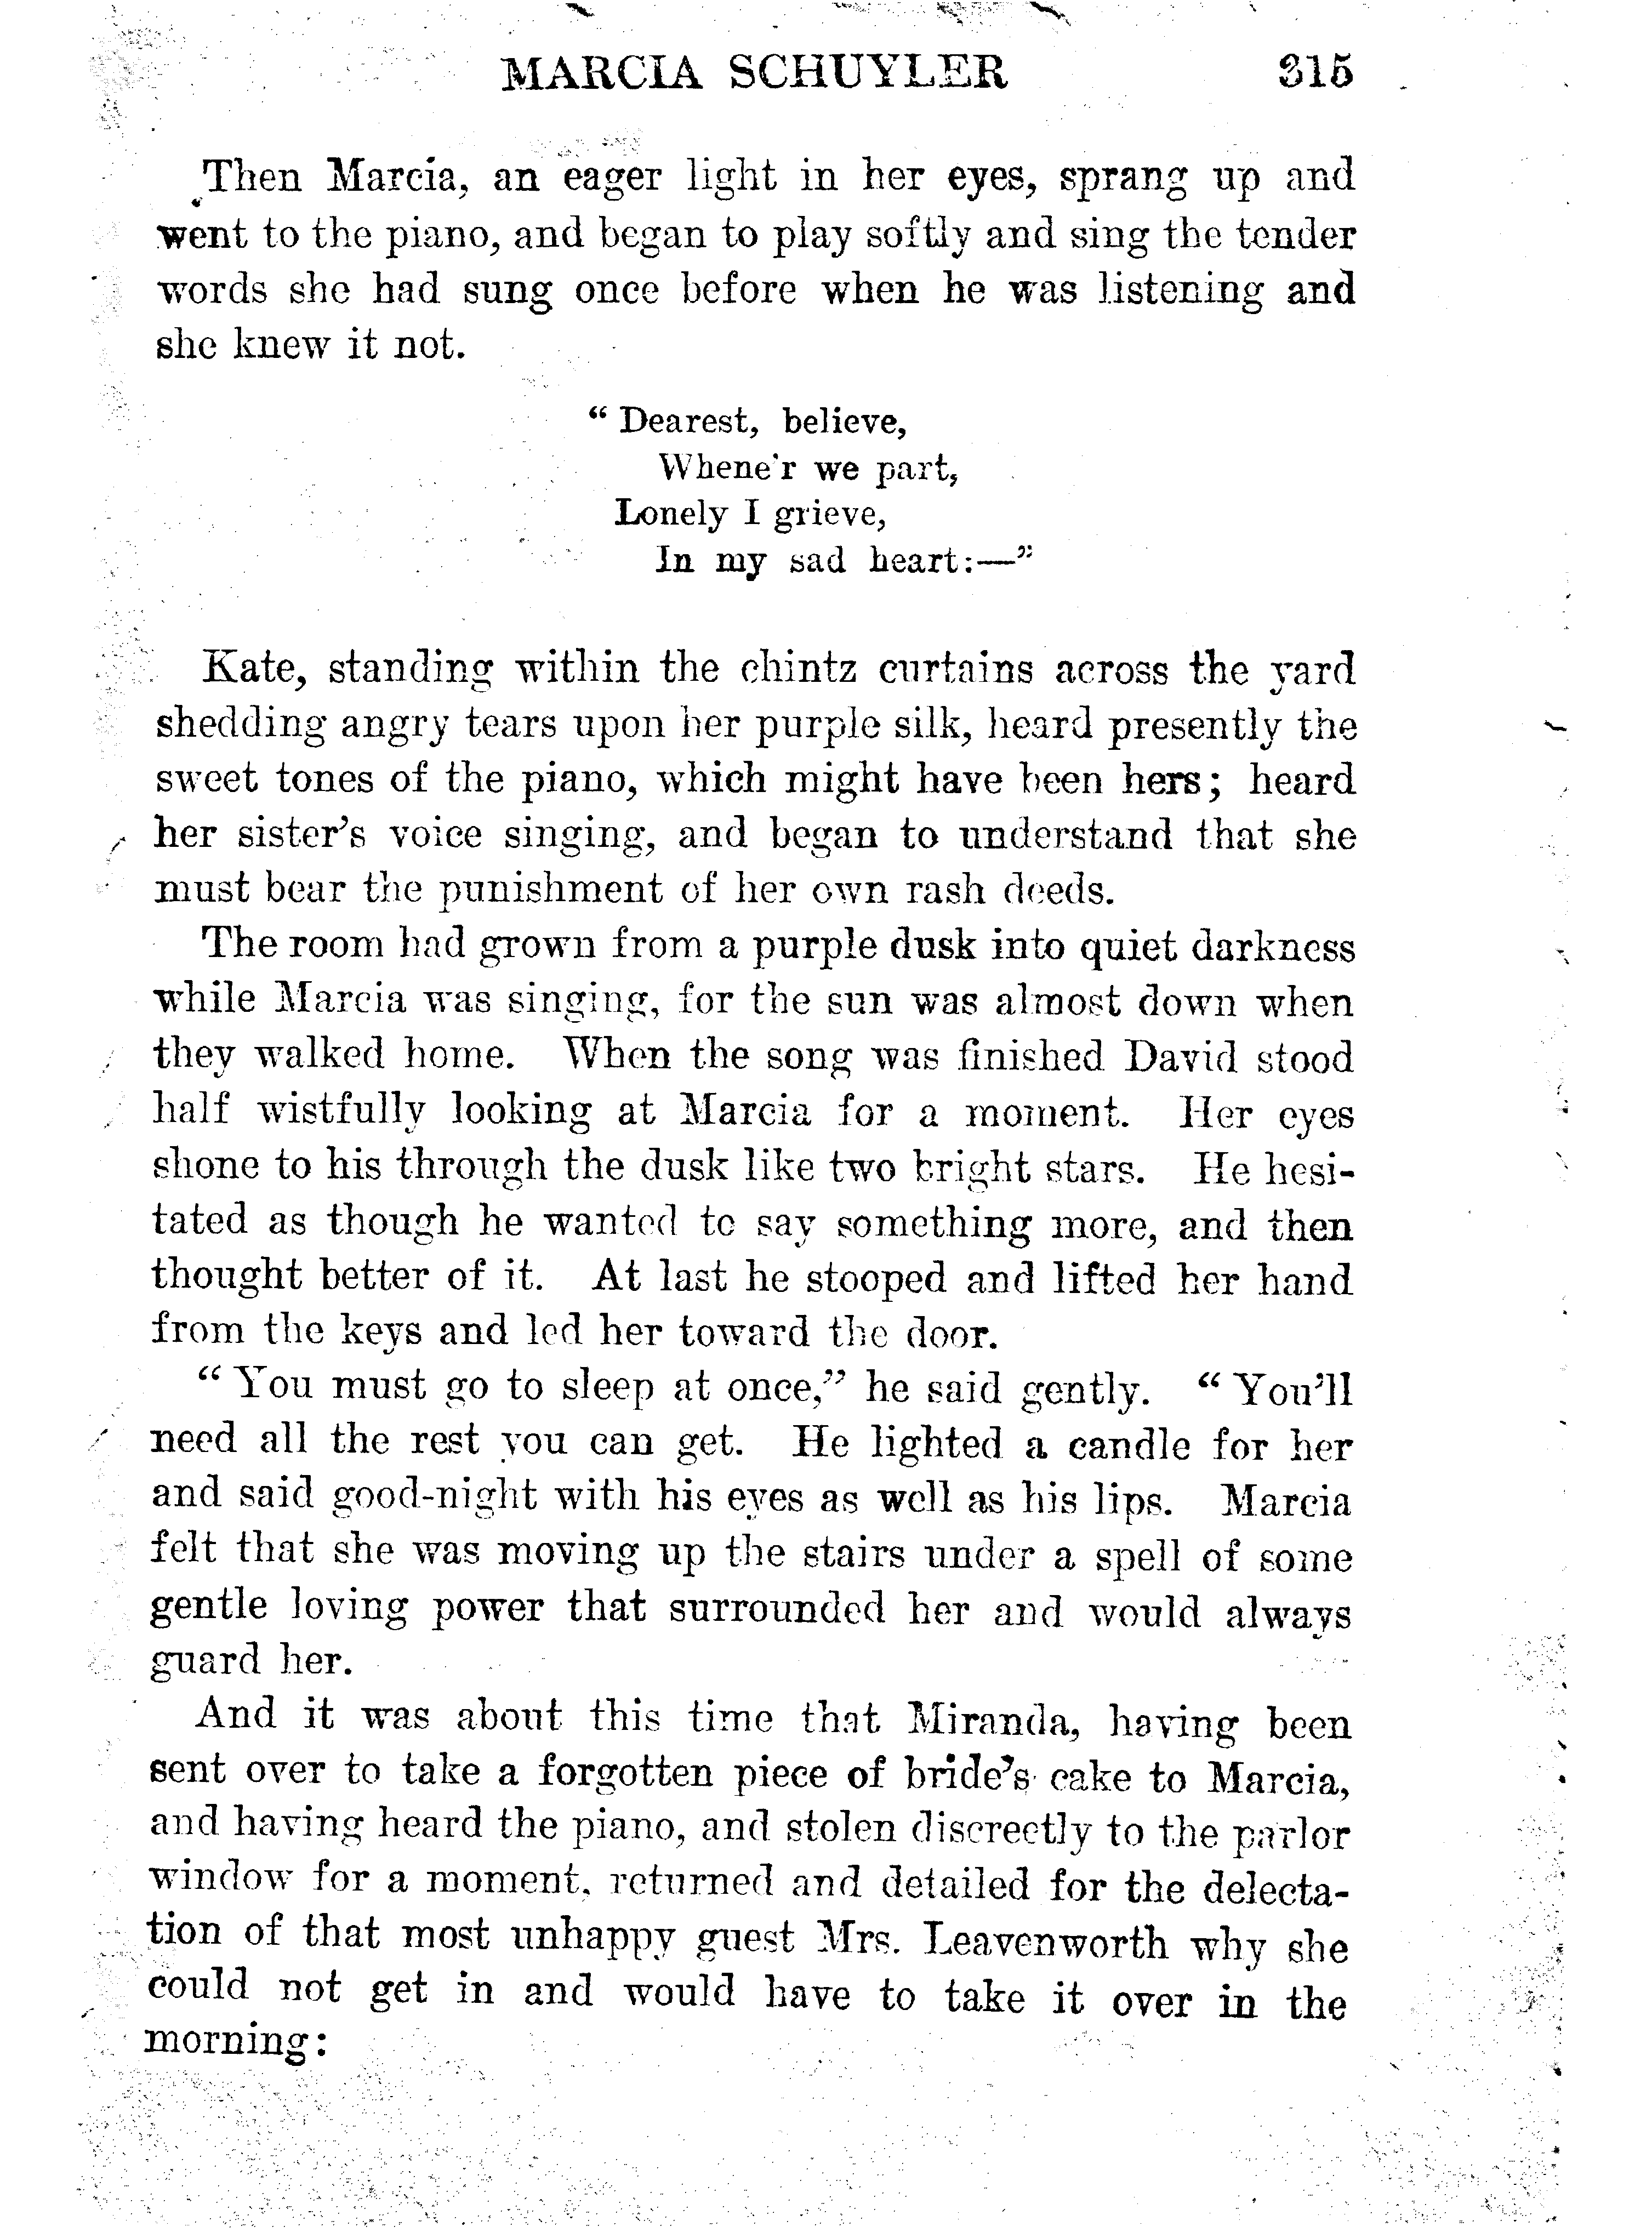 MARCIA SCHUYLER 315
Then Marcia, an eager light in her eyes, sprang up and
went to the piano, and began to play softly and sing the tender
words she had sung once before when he was listening and
she knew it not.
“ Dearest, believe,
Whene'r we part,
Lonely I grieve,
In my sad heart:—”
Kate, standing within the chintz curtains across the yard
shedding angry tears upon her purple silk, heard presently the
sweet tones of the piano, which might have been hers; heard
her sister’s voice singing, and began to understand that she
must bear the punishment of her own rash deeds.
The room had grown from a purple dusk into quiet darkness
while Marcia was singing, for the sun was almost down when
they walked home. When the song was finished David stood
half wistfully looking at Marcia for a moment. Her eyes
shone to his through the dusk like two bright stars. He hesi-
tated as though he wanted to say something more, and then
thought better of it. At last he stooped and lifted her hand
from the keys and led her toward the door.
“ You must go to sleep at once,” he said gently. “ You’ll
need all the rest you can get. He lighted a candle for her
and said good-night with his eyes as well as his lips. Marcia
felt that she was moving up the stairs under a spell of some
gentle loving power that surrounded her and would always
guard her.
And it was about this time that Miranda, having been
sent over to take a forgotten piece of bride’s cake to Marcia,
and having heard the piano, and stolen discreetly to the parlor
window for a moment, returned and detailed for the delecta-
tion of that most unhappy guest Mrs. Leavenworth why she
could not get in and would have to take it over in the
morning: